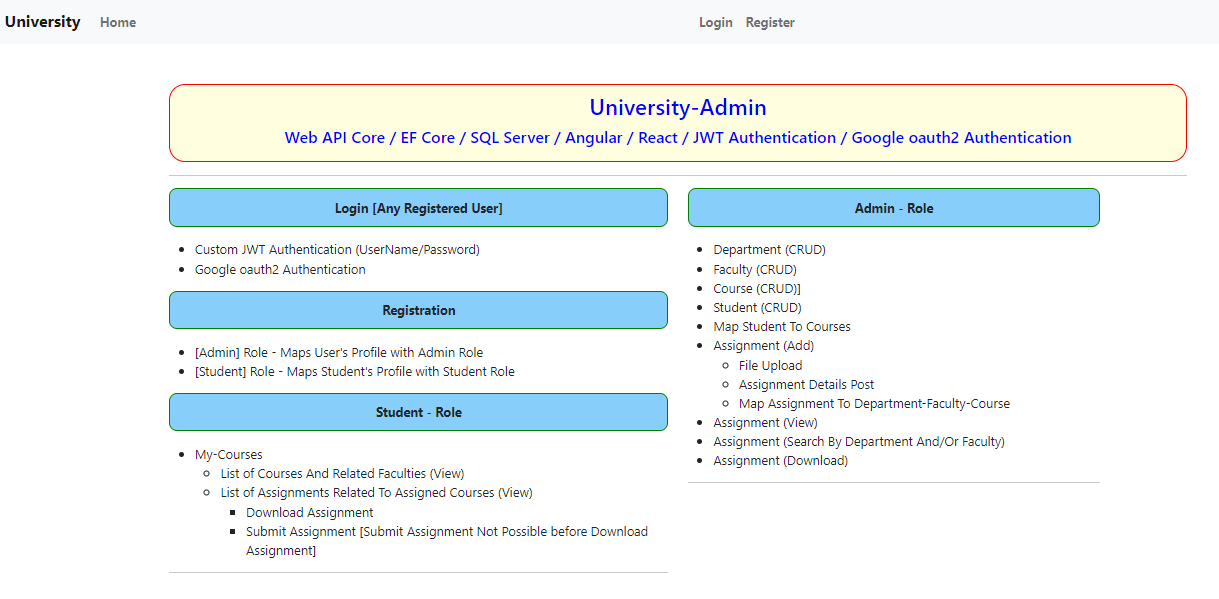 University Home Login Register
University-Admin
Web API Core / EF Core / SQL Server / Angular / React / JWT Authentication / Google oauth2 Authentication
Login [Any Registered User]
Custom JWT Authentication (UserName/Password)
Google oauth2 Authentication
Registration
[Admin] Role - Maps User's Profile with Admin Role
[Student] Role - Maps Student's Profile with Student Role
Student - Role
My-Courses
List of Courses And Related Faculties (View)
List of Assignments Related To Assigned Courses (View)
Download Assignment
Submit Assignment [Submit Assignment Not Possible before Download
Assignment]
Admin - Role
Department (CRUD)
Faculty (CRUD)
Course (CRUD)]
Student (CRUD)
Map Student To Courses
Assignment (Add)
File Upload
Assignment Details Post
Map Assignment To Department-Faculty-Course
Assignment (View)
Assignment (Search By Department And/Or Faculty)
Assignment (Download)